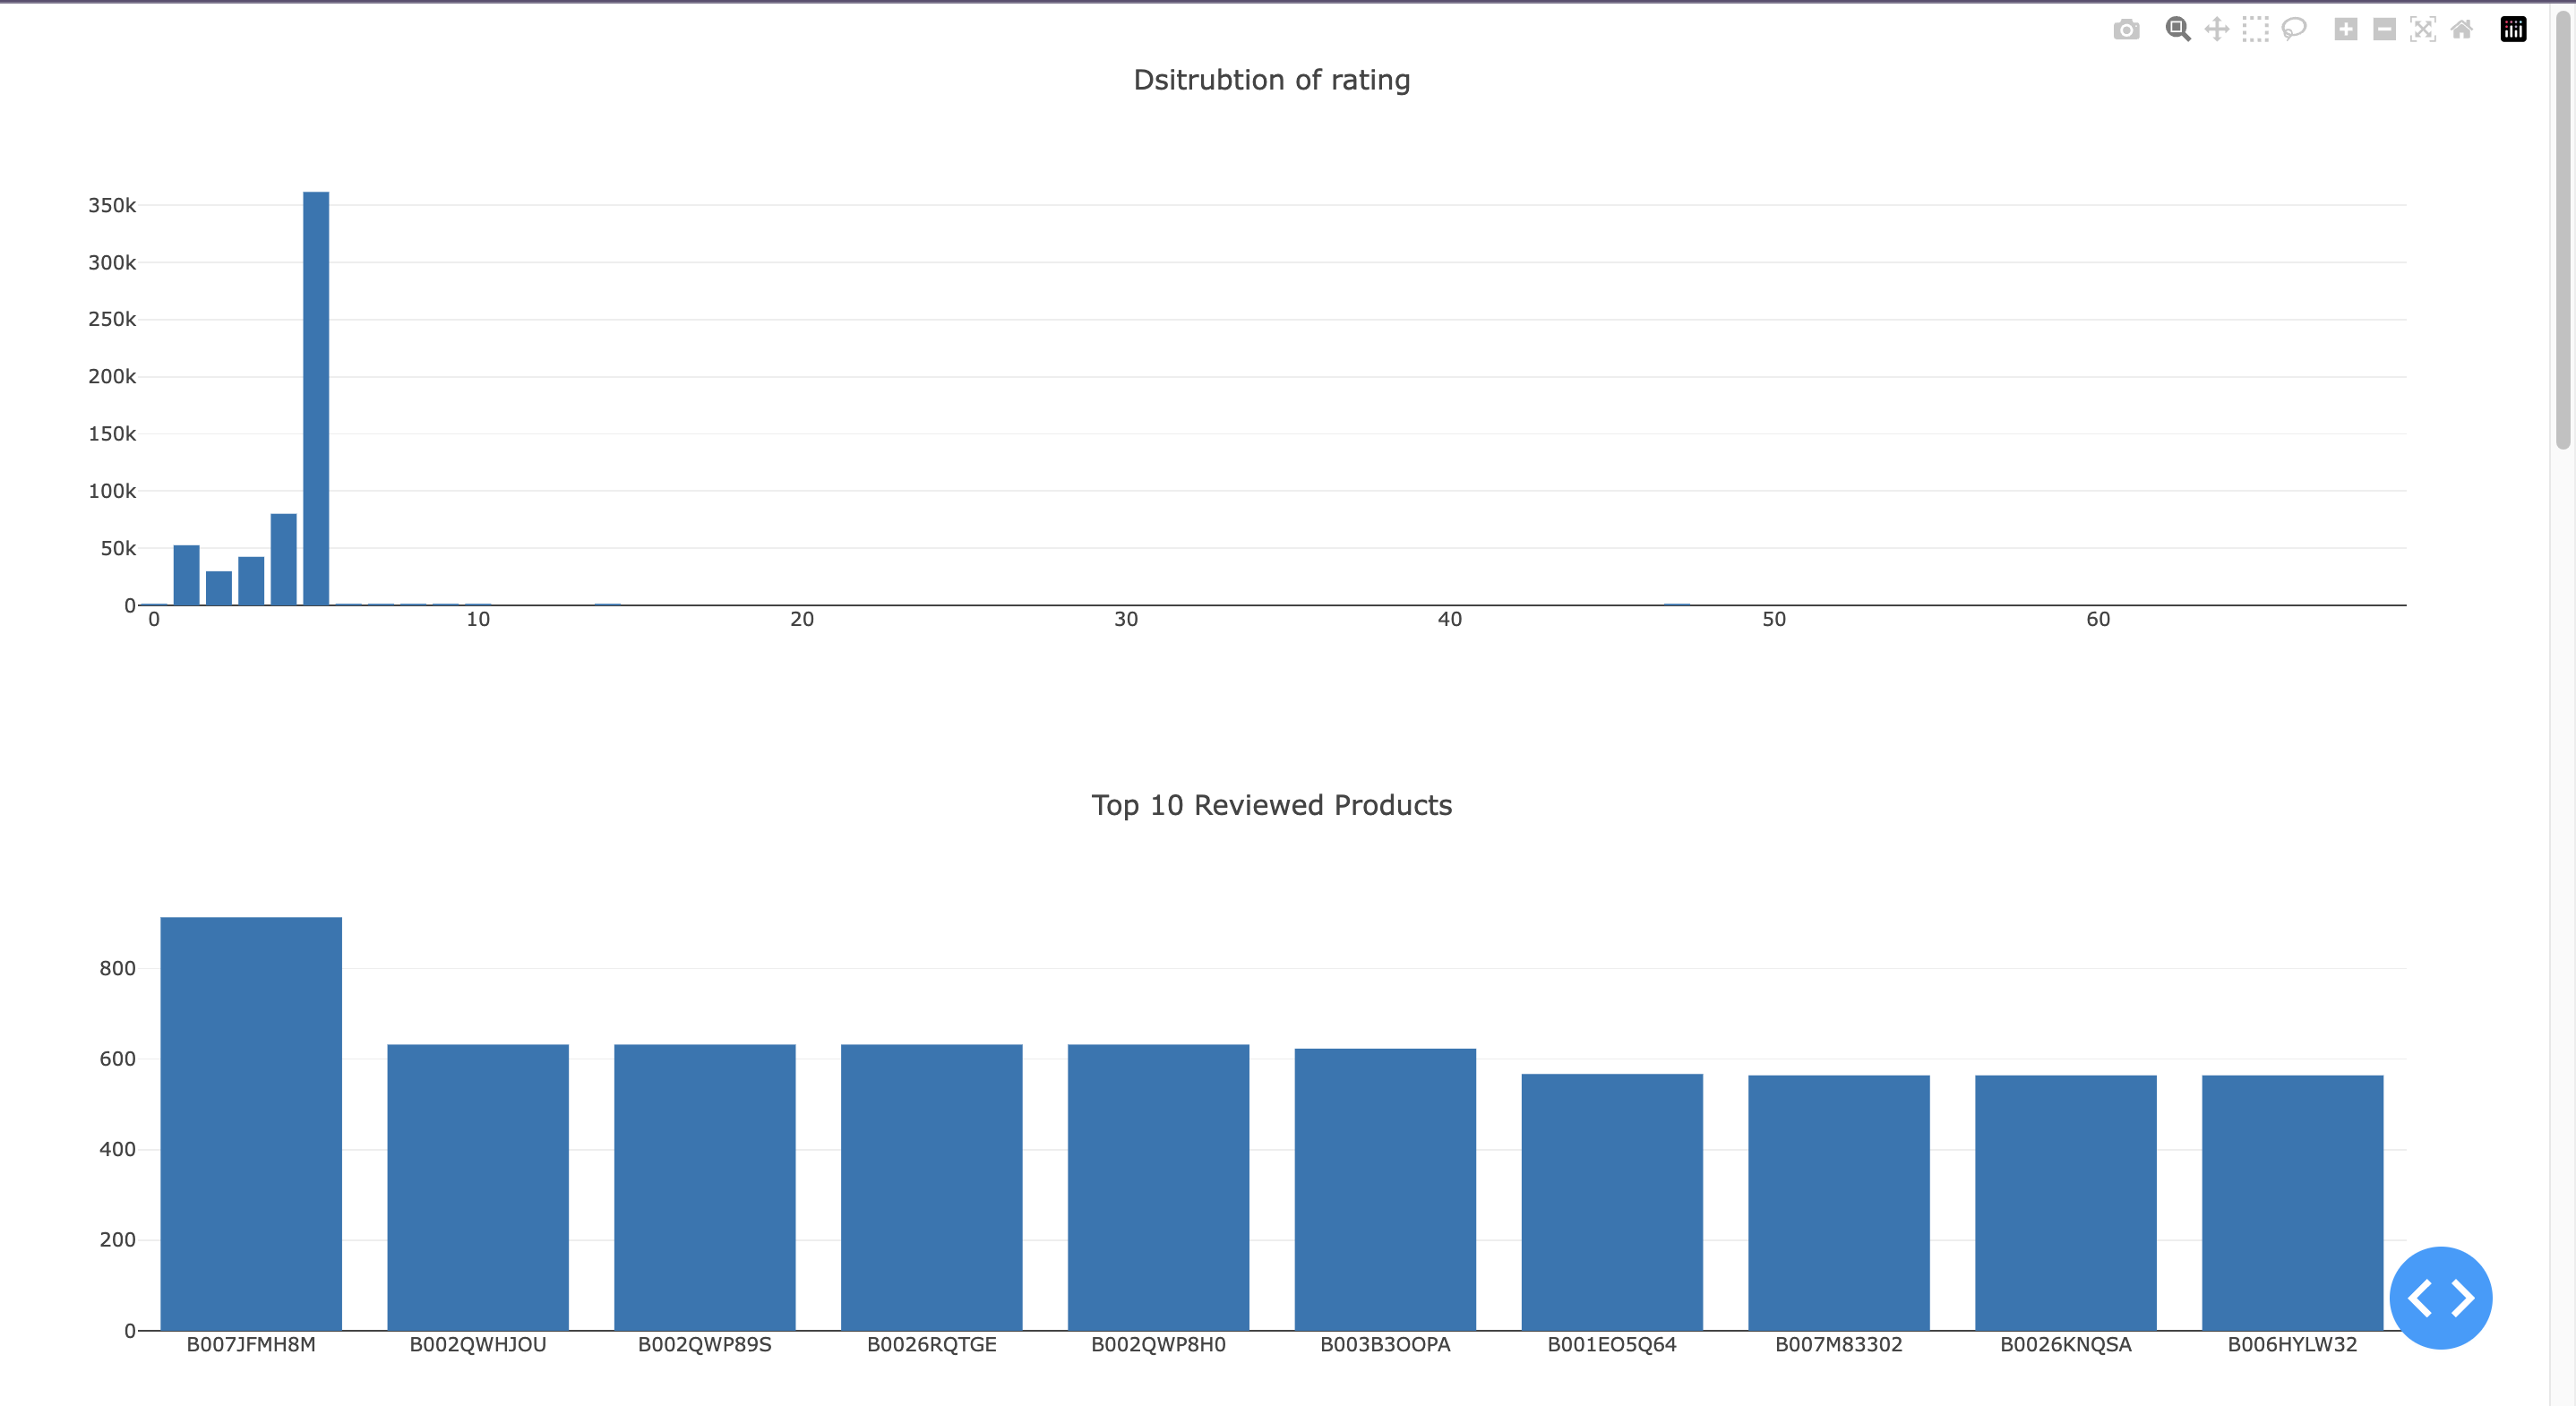 Dsitrubtion of rating
350k
300k
250k
200k
150k
100k
50k
0
0 10 20 30 40 50 60
Top 10 Reviewed Products
800
600
400
200
0
B007JFMH8M B002QWHJOU B002QWP89S B0026RQTGE B002QWP8H0 B003B3OOPA B001EO5Q64 B007M83302 B0026KNQSA B006HYLW32